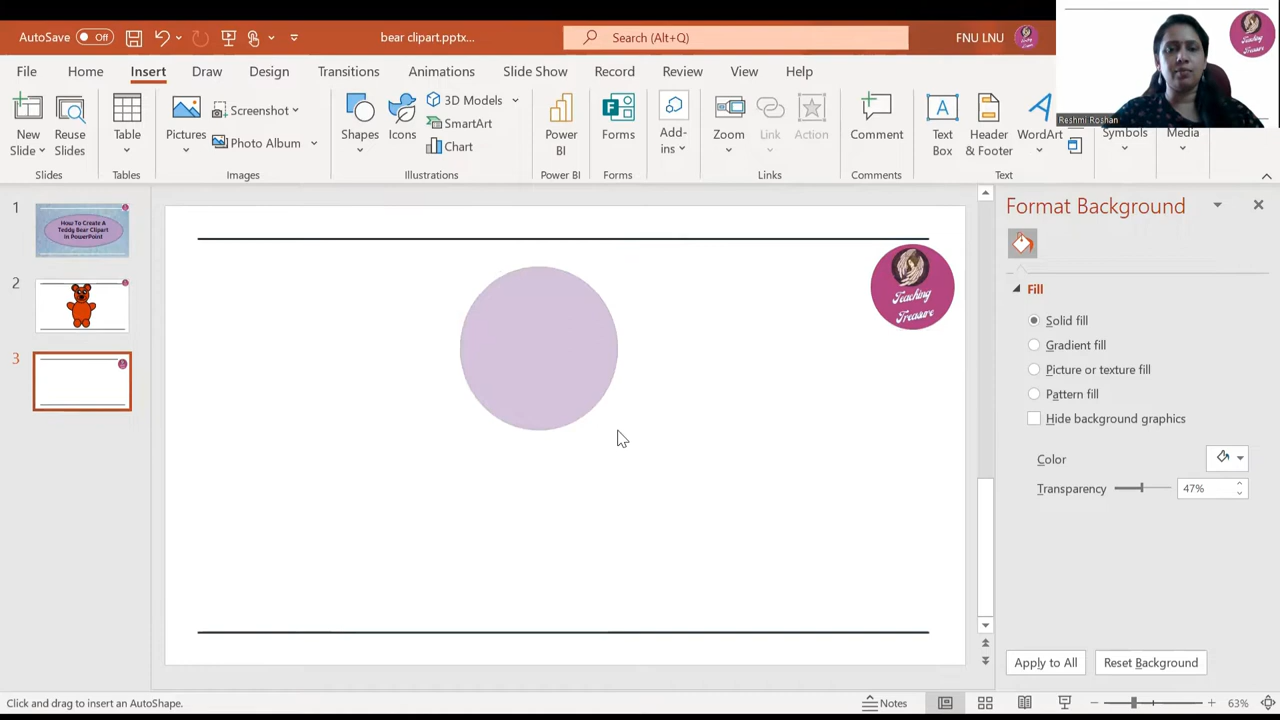 AutoSave
Off
bear clipart.pptx...
Search (Alt+Q)
FNU LNU
File
Home
Insert
Draw
Design
Transitions
Animations
Slide Show
Record
Review
View
Help
New
Slide
Reuse
Slides
Table
Pictures
Screenshot
Photo Album
Shapes
Icons
3D Models
SmartArt
Chart
Power
BI
Forms
Add-
ins
Zoom
Link
Action
Comment
Text
Box
Header
& Footer
WordArt
Symbols
Media
Slides
Tables
Images
Illustrations
Power BI
Forms
Links
Comments
Text
Reshmi Roshan
1
How To Create A
Teddy Bear Clipart
In PowerPoint
2
3
Teaching
Treasure
Format Background
Fill
Solid fill
Gradient fill
Picture or texture fill
Pattern fill
Hide background graphics
Color
Transparency
47%
Apply to All
Reset Background
Click and drag to insert an AutoShape.
Notes
63%